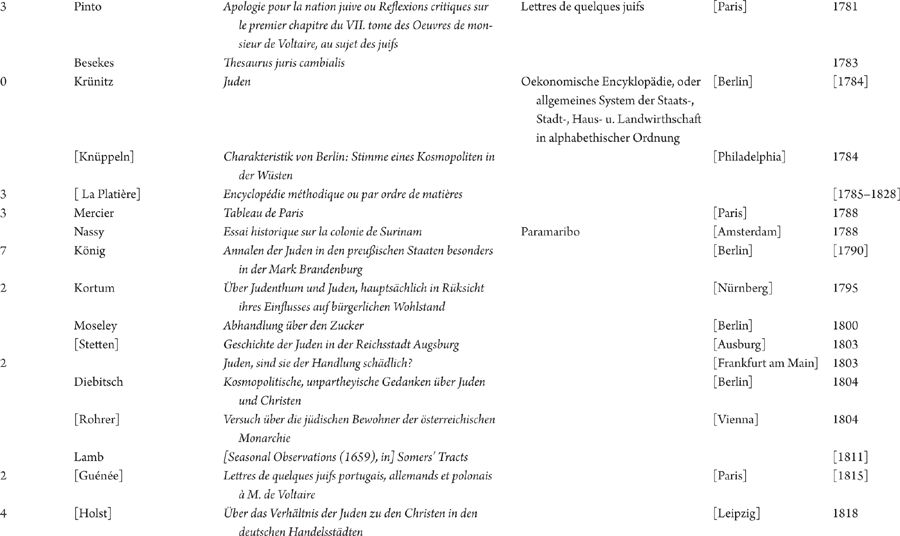 3 Pinto Apologie pour la nation juive ou Reflexions critiques sur Lettres de quelques juifs [Paris] 1781
le premier chapitre du VII. tome des Oeuvres de mon-
sieur de Voltaire, au sujet des juifs
Besekes Thesaurus juris cambialis 1783
0 Krünitz Juden Oekonomische Encyklopädie, oder [Berlin] [1784]
allgemeines System der Staats-,
Stadt-, Haus- u. Landwirthschaft
in alphabethischer Ordnung
[Knüppeln] Charakteristik von Berlin: Stimme eines Kosmopoliten in [Philadelphia] 1784
der Wüsten
3 [ La Platière] Encyclopédie méthodique ou par ordre de matières [1785–1828]
3 Mercier Tableau de Paris [Paris] 1788
Nassy Essai historique sur la colonie de Surinam Paramaribo [Amsterdam] 1788
7 König Annalen der Juden in den preußischen Staaten besonders [Berlin] [1790]
in der Mark Brandenburg
2 Kortum Über Judenthum und Juden, hauptsächlich in Rüksicht [Nürnberg] 1795
ihres Einflusses auf bürgerlichen Wohlstand
Moseley Abhandlung über den Zucker [Berlin] 1800
[Stetten] Geschichte der Juden in der Reichsstadt Augsburg [Ausburg] 1803
2 Juden, sind sie der Handlung schädlich? [Frankfurt am Main] 1803
Diebitsch Kosmopolitische, unpartheyische Gedanken über Juden [Berlin] 1804
und Christen
[Rohrer] Versuch über die jüdischen Bewohner der österreichischen [Vienna] 1804
Monarchie
Lamb [Seasonal Observations (1659), in] Somers' Tracts [1811]
2 [Guénée] Lettres de quelques juifs portugais, allemands et polonais [Paris] [1815]
à M. de Voltaire
4 [Holst] Über das Verhältnis der Juden zu den Christen in den [Leipzig] 1818
deutschen Handelsstädten